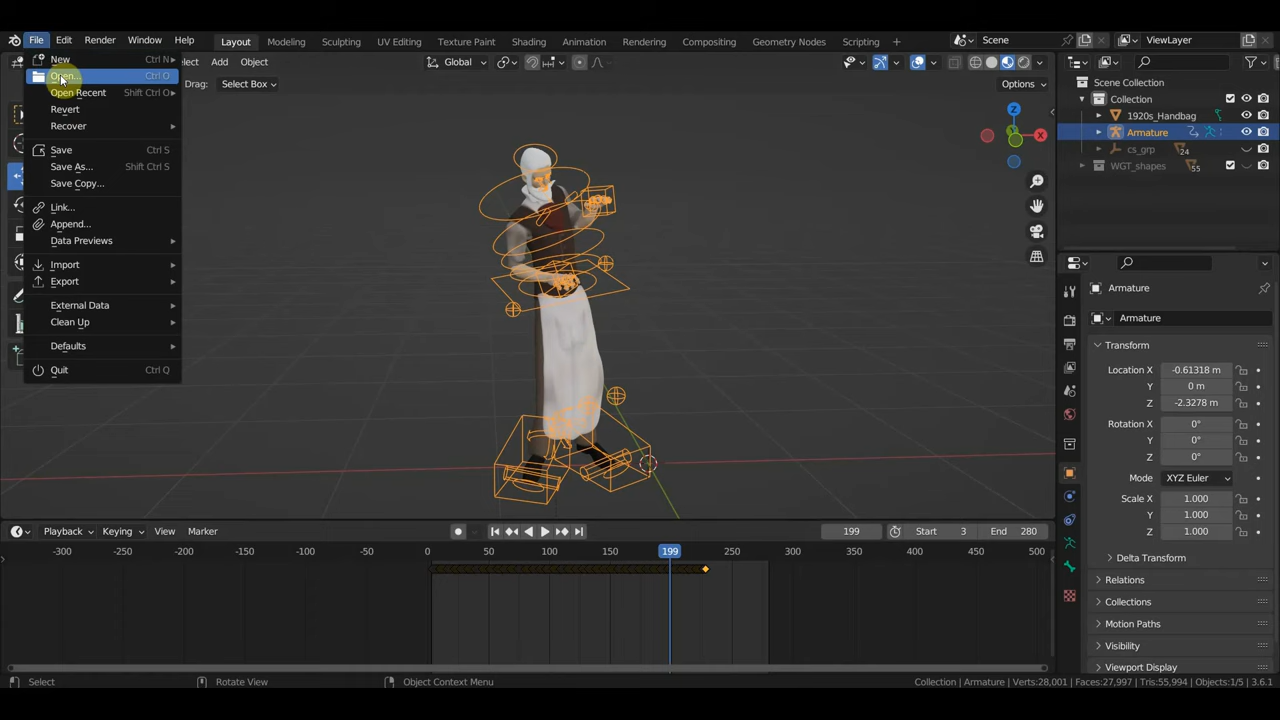 File Edit Render Window Help Layout Modeling Sculpting UV Editing Texture Paint Shading Animation Rendering Compositing Geometry Nodes Scripting + Scene ViewLayer
Add Object Global Options
Drag: Select Box
New Ctrl N
Open... Ctrl O
Open Recent Shift Ctrl O
Revert
Recover
Save Ctrl S
Save As... Shift Ctrl S
Save Copy...
Link...
Append...
Data Previews
Import
Export
External Data
Clean Up
Defaults
Quit Ctrl Q
Z
X
Scene Collection
Collection
1920s_Handbag
Armature
cs_grp 24
WGT_shapes 55
Armature
Armature
Transform
Location X -0.61318 m
Y 0 m
Z -2.3278 m
Rotation X 0°
Y 0°
Z 0°
Mode XYZ Euler
Scale X 1.000
Y 1.000
Z 1.000
Delta Transform
Relations
Collections
Motion Paths
Visibility
Viewport Display
Playback Keying View Marker 199 Start 3 End 280
-300 -250 -200 -150 -100 -50 0 50 100 150 199 250 300 350 400 450 500
Select Rotate View Object Context Menu Collection | Armature | Verts:28,001 | Faces:27,997 | Tris:55,994 | Objects:1/5 | 3.6.1